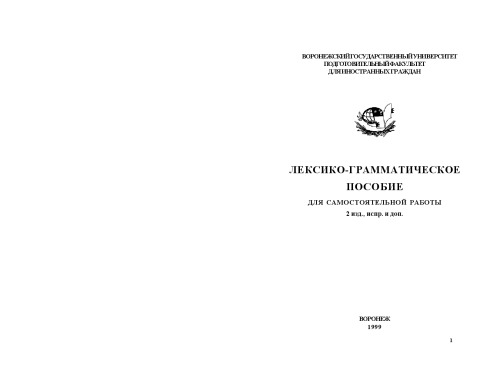 ВОРОНЕЖСКИЙ ГОСУДАРСТВЕННЫЙ УНИВЕРСИТЕТ
ПОДГОТОВИТЕЛЬНЫЙ ФАКУЛЬТЕТ
ДЛЯ ИНОСТРАННЫХ ГРАЖДАН
ЛЕКСИКО-ГРАММАТИЧЕСКОЕ
ПОСОБИЕ
ДЛЯ САМОСТОЯТЕЛЬНОЙ РАБОТЫ
2 изд., испр. и доп.
ВОРОНЕЖ
1999
1